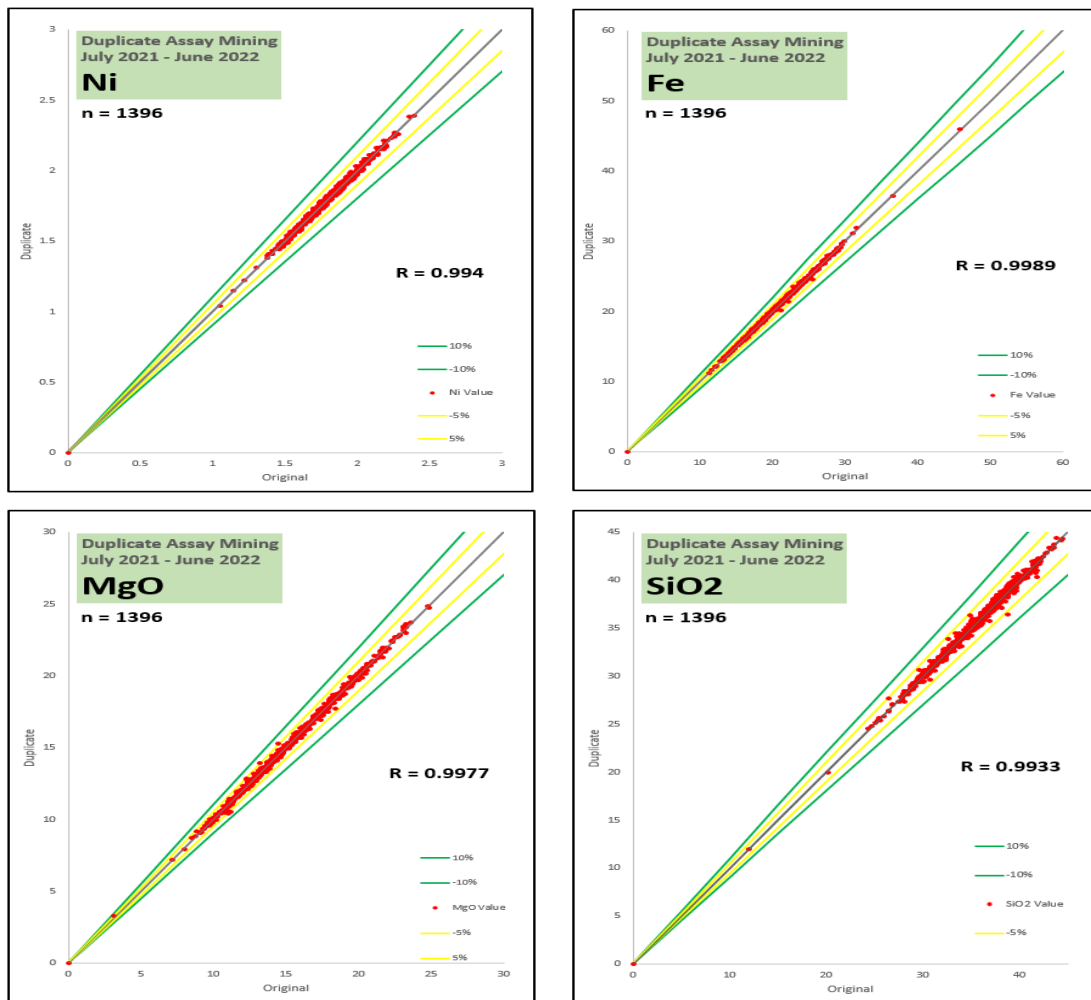 Duplicate Assay Mining
July 2021 - June 2022
Ni
n = 1396
3
2.5
2
1.5
1
0.5
0
Duplicate
R = 0.994
10%
-10%
Ni Value
-5%
5%
0
0.5
1
1.5
2
2.5
3
Original
Duplicate Assay Mining
July 2021 - June 2022
Fe
n = 1396
60
50
40
30
20
10
0
Duplicate
R = 0.9989
10%
-10%
Fe Value
-5%
5%
0
10
20
30
40
50
60
Original
Duplicate Assay Mining
July 2021 - June 2022
MgO
n = 1396
30
25
20
15
10
5
0
Duplicate
R = 0.9977
10%
-10%
MgO Value
-5%
5%
0
5
10
15
20
25
30
Original
Duplicate Assay Mining
July 2021 - June 2022
SiO2
n = 1396
45
40
35
30
25
20
15
10
5
0
Duplicate
R = 0.9933
10%
-10%
SiO2 Value
-5%
0
10
20
30
40
Original